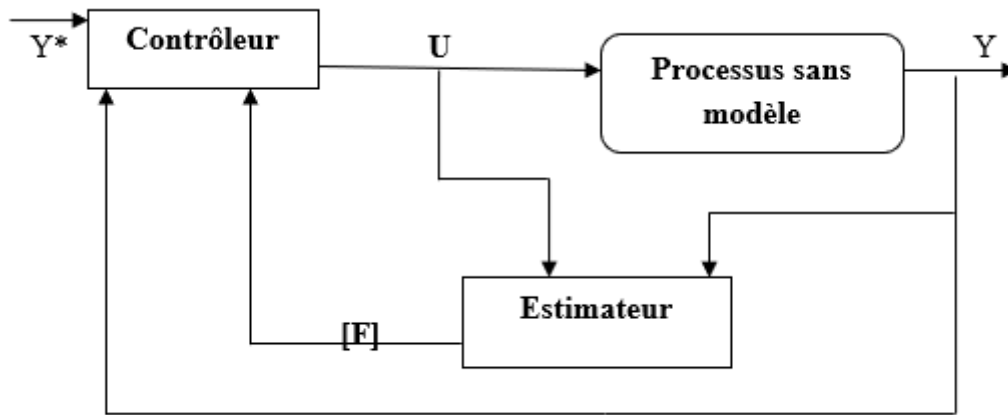 Contrôleur
Y*
U
Y
Processus sans
modèle
Estimateur
[F]